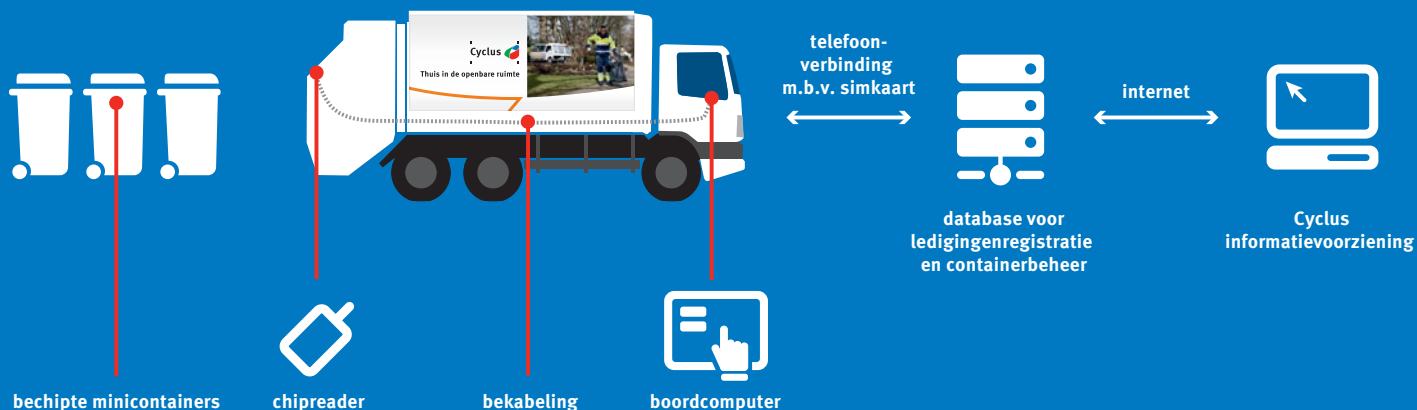 Cyclus
Thuis in de openbare ruimte
telefoon-
verbinding
m.b.v. simkaart
internet
database voor
ledigingenregistratie
en containerbeheer
Cyclus
informatievoorziening
bechipte minicontainers
chipreader
bekabeling
boordcomputer